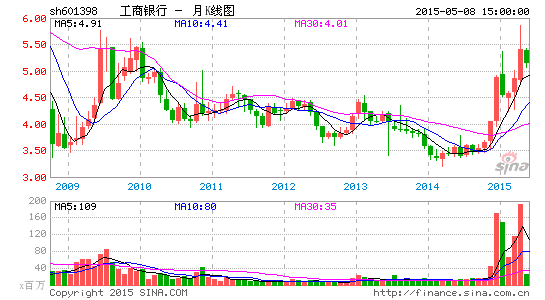 sh601398 工商银行 - 月K线图 2015-05-08 15:00:00
MA5:4.91 MA10:4.41 MA30:4.01
6.00
5.50
5.00
4.50
4.00
3.50
3.00
sina
2009 2010 2011 2012 2013 2014 2015
MA5:109 MA10:80 MA30:35
200
160
120
80
40
x百万
Copyright 2015 SINA.COM http://finance.sina.com.cn